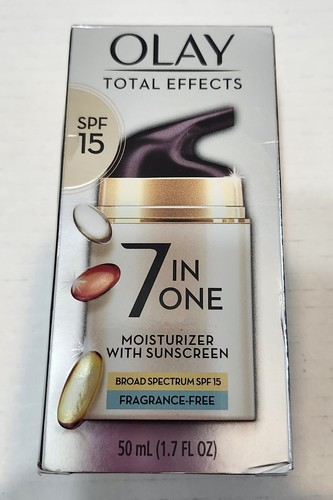 OLAY
TOTAL EFFECTS
SPF
15
7 IN
ONE
MOISTURIZER
WITH SUNSCREEN
BROAD SPECTRUM SPF 15
FRAGRANCE-FREE
50 mL (1.7 FL OZ)